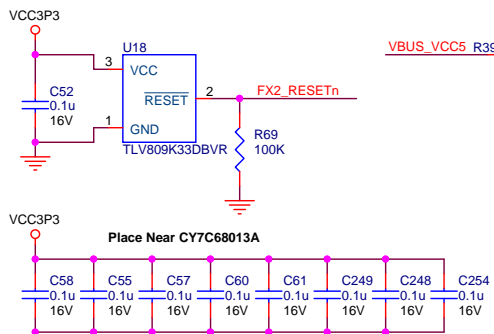 VCC3P3
U18
VBUS_VCC5 R39
3 VCC
C52
0.1u
16V
RESET 2 FX2_RESETn
1 GND
R69
100K
TLV809K33DBVR
VCC3P3
Place Near CY7C68013A
C58 C55 C57 C60 C61 C249 C248 C254
0.1u 0.1u 0.1u 0.1u 0.1u 0.1u 0.1u 0.1u
16V 16V 16V 16V 16V 16V 16V 16V